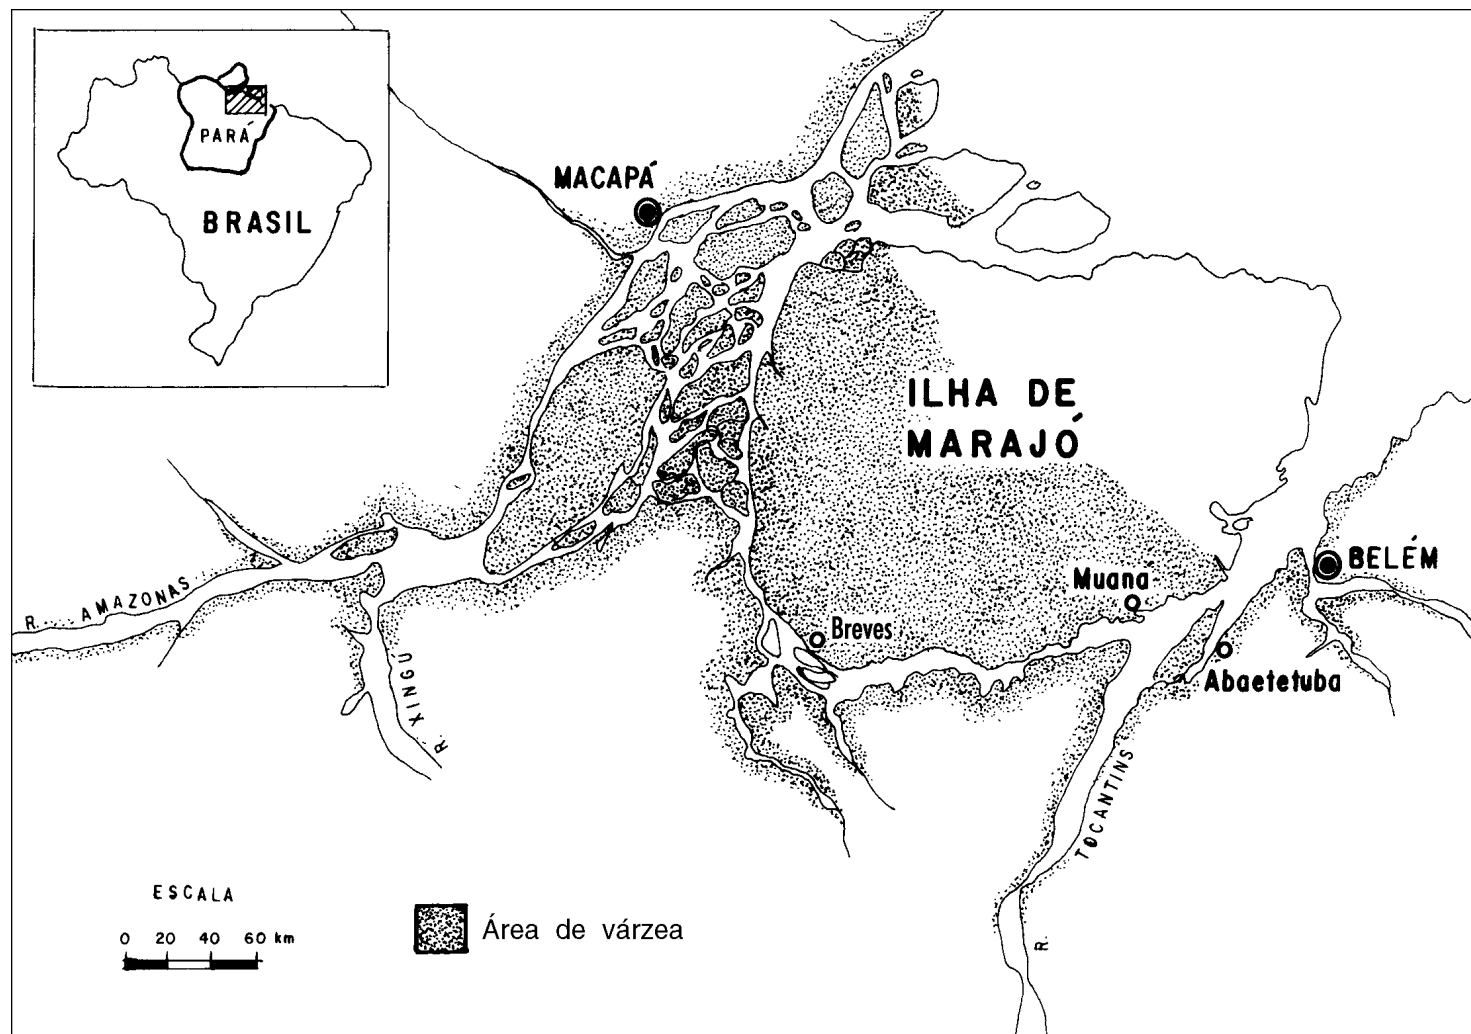 PARÁ
BRASIL
MACAPÁ
ILHA DE
MARAJÓ
R. AMAZONAS
R. XINGÚ
Breves
Muana
BELÉM
Abaetetuba
R. TOCANTINS
ESCALA
0 20 40 60 km
Área de várzea